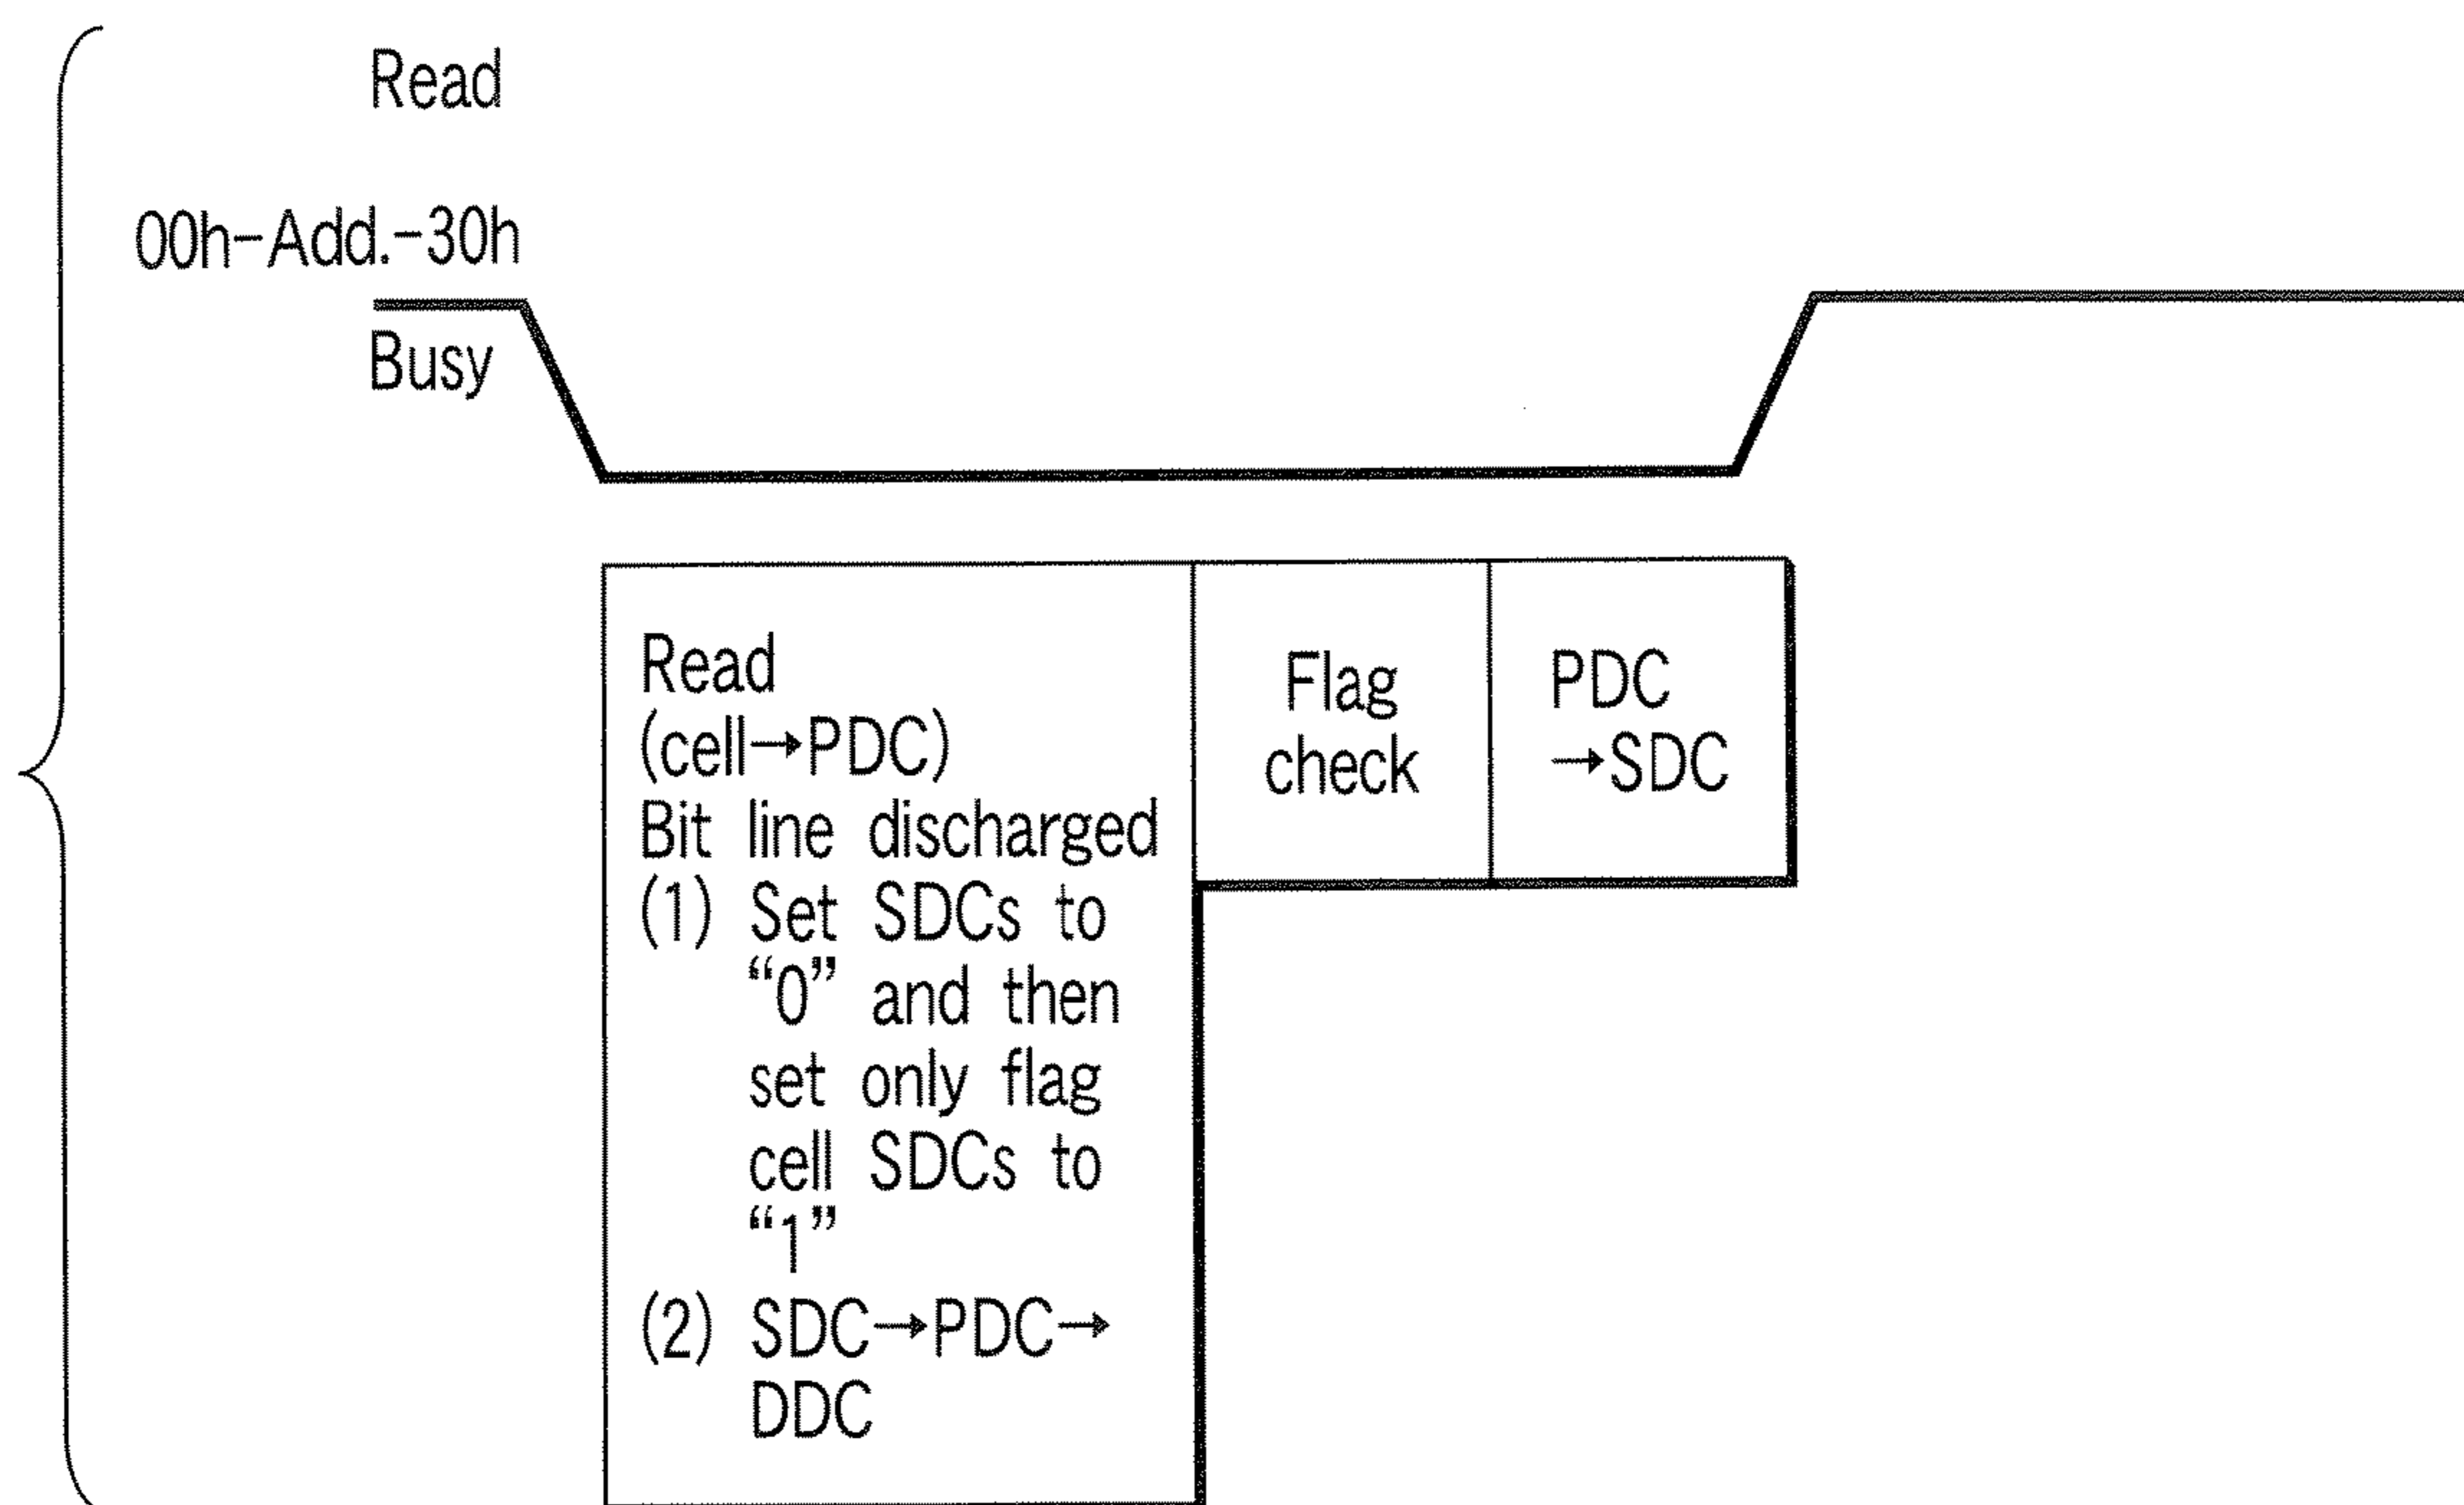 Read
00h-Add.-30h
Busy
Read
(cell→PDC)
Bit line discharged
(1) Set SDCs to
“0” and then
set only flag
cell SDCs to
“1”
(2) SDC→PDC→
DDC
Flag
check
PDC
→SDC